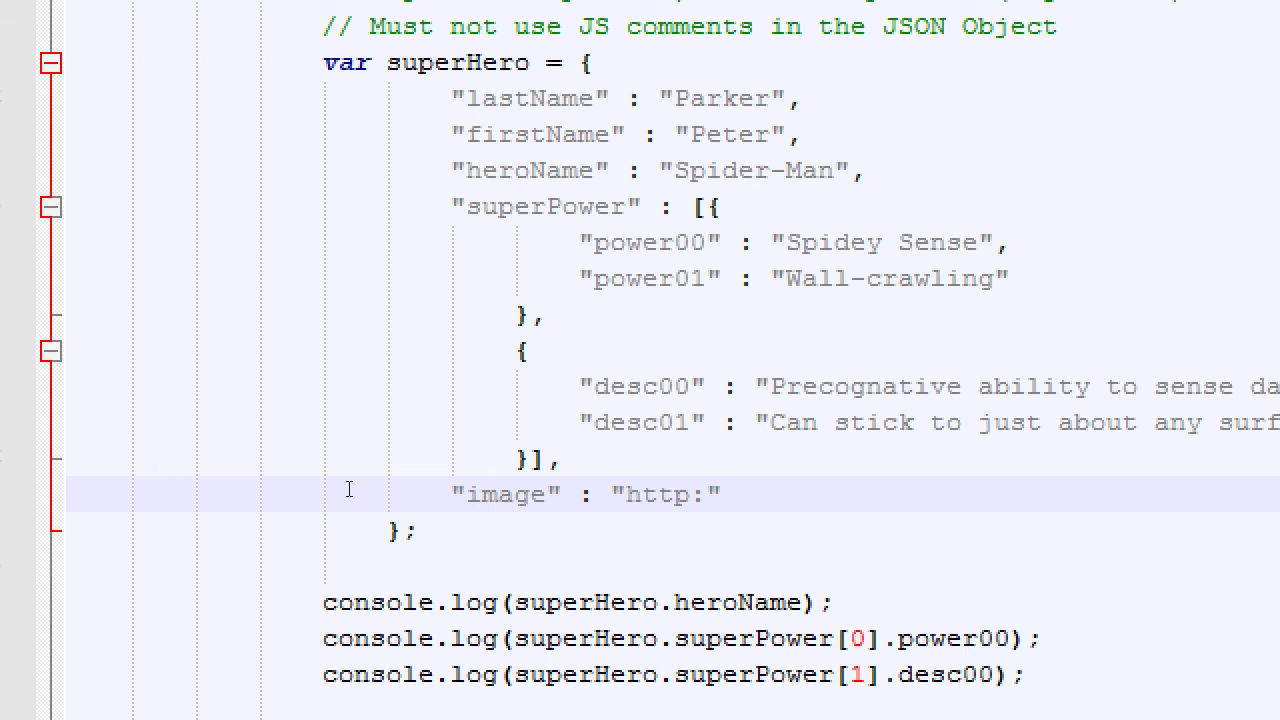 // Must not use JS comments in the JSON Object
var superHero = {
"lastName" : "Parker",
"firstName" : "Peter",
"heroName" : "Spider-Man",
"superPower" : [{
"power00" : "Spidey Sense",
"power01" : "Wall-crawling"
},
{
"desc00" : "Precognative ability to sense da
"desc01" : "Can stick to just about any surf
}],
"image" : "http:"
};
console.log(superHero.heroName);
console.log(superHero.superPower[0].power00);
console.log(superHero.superPower[1].desc00);